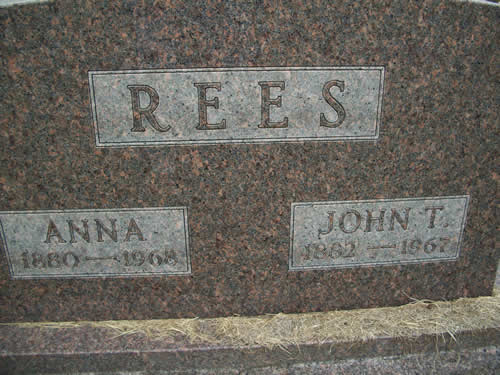 REES
ANNA
1880—1968
JOHN T.
1882—1967